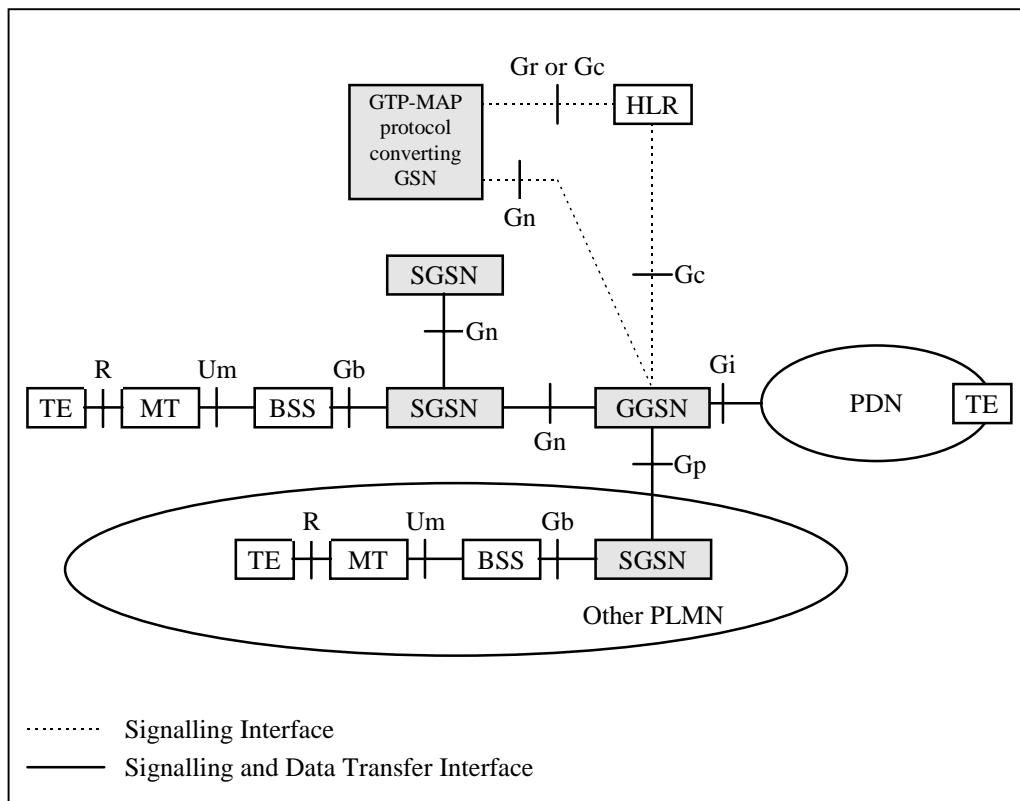 Gr or Gc
GTP-MAP
protocol
converting
GSN
HLR
Gn
SGSN
Gc
Gn
R
Um
Gb
Gi
TE
MT
BSS
SGSN
GGSN
PDN
TE
Gn
Gp
R
Um
Gb
TE
MT
BSS
SGSN
Other PLMN
Signalling Interface
Signalling and Data Transfer Interface